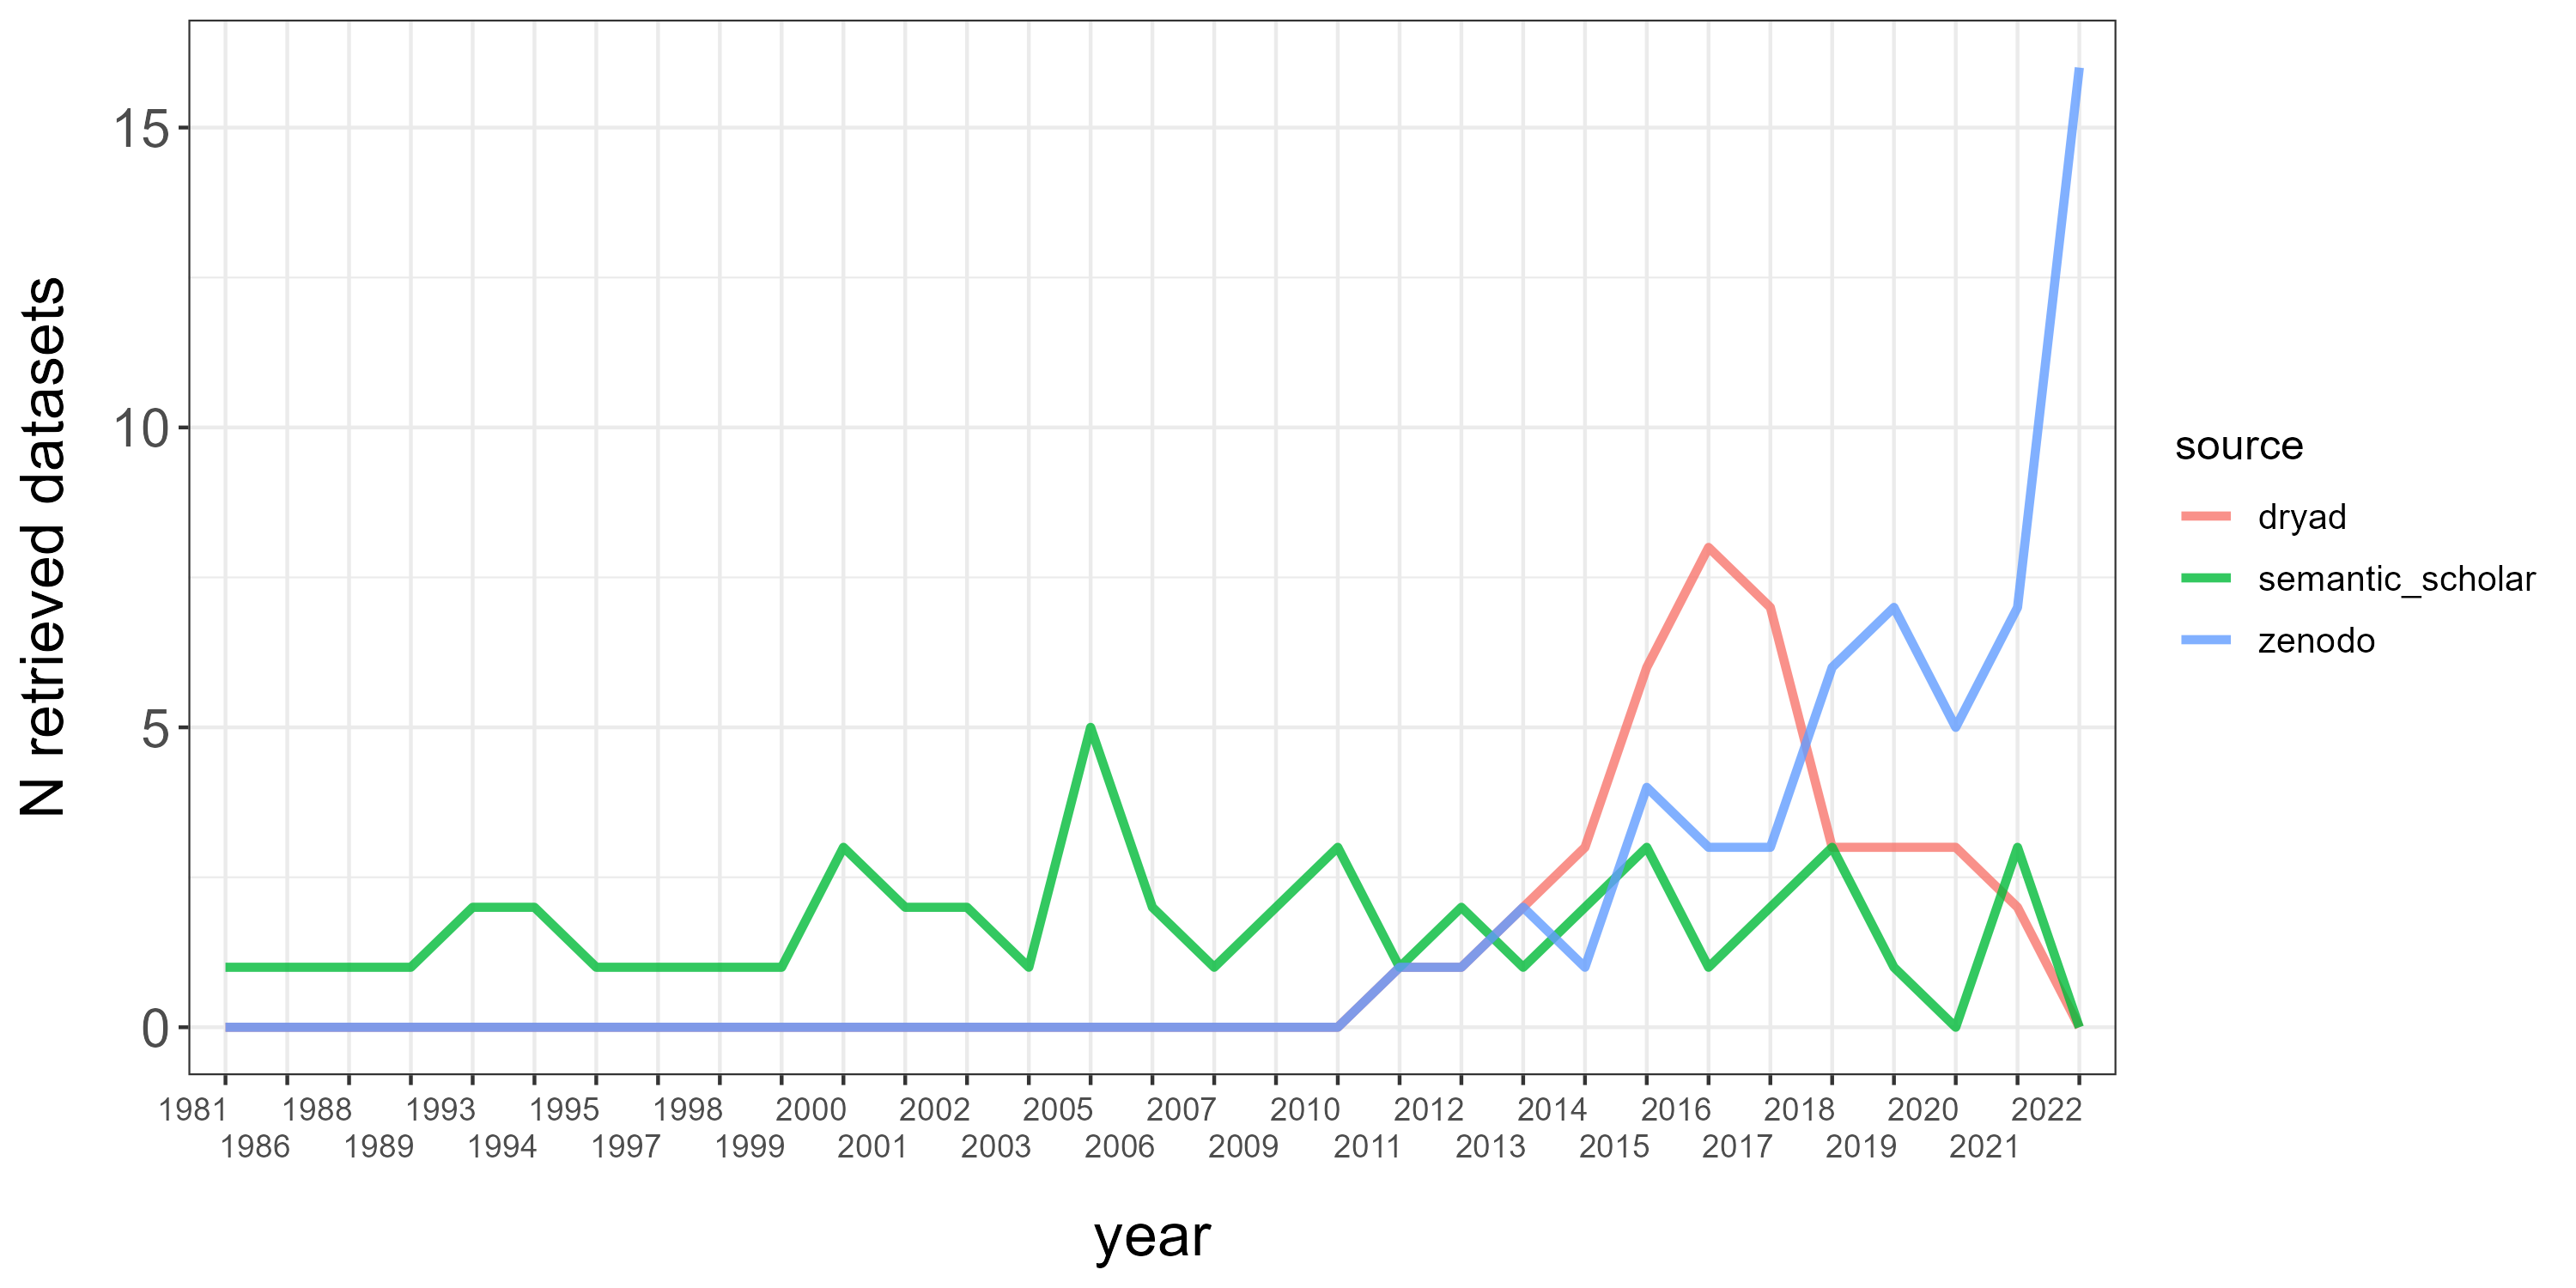 N retrieved datasets
15
10
5
0
1981 1988 1993 1995 1998 2000 2002 2005 2007 2010 2012 2014 2016 2018 2020 2022
1986 1989 1994 1997 1999 2001 2003 2006 2009 2011 2013 2015 2017 2019 2021
year
source
dryad
semantic_scholar
zenodo